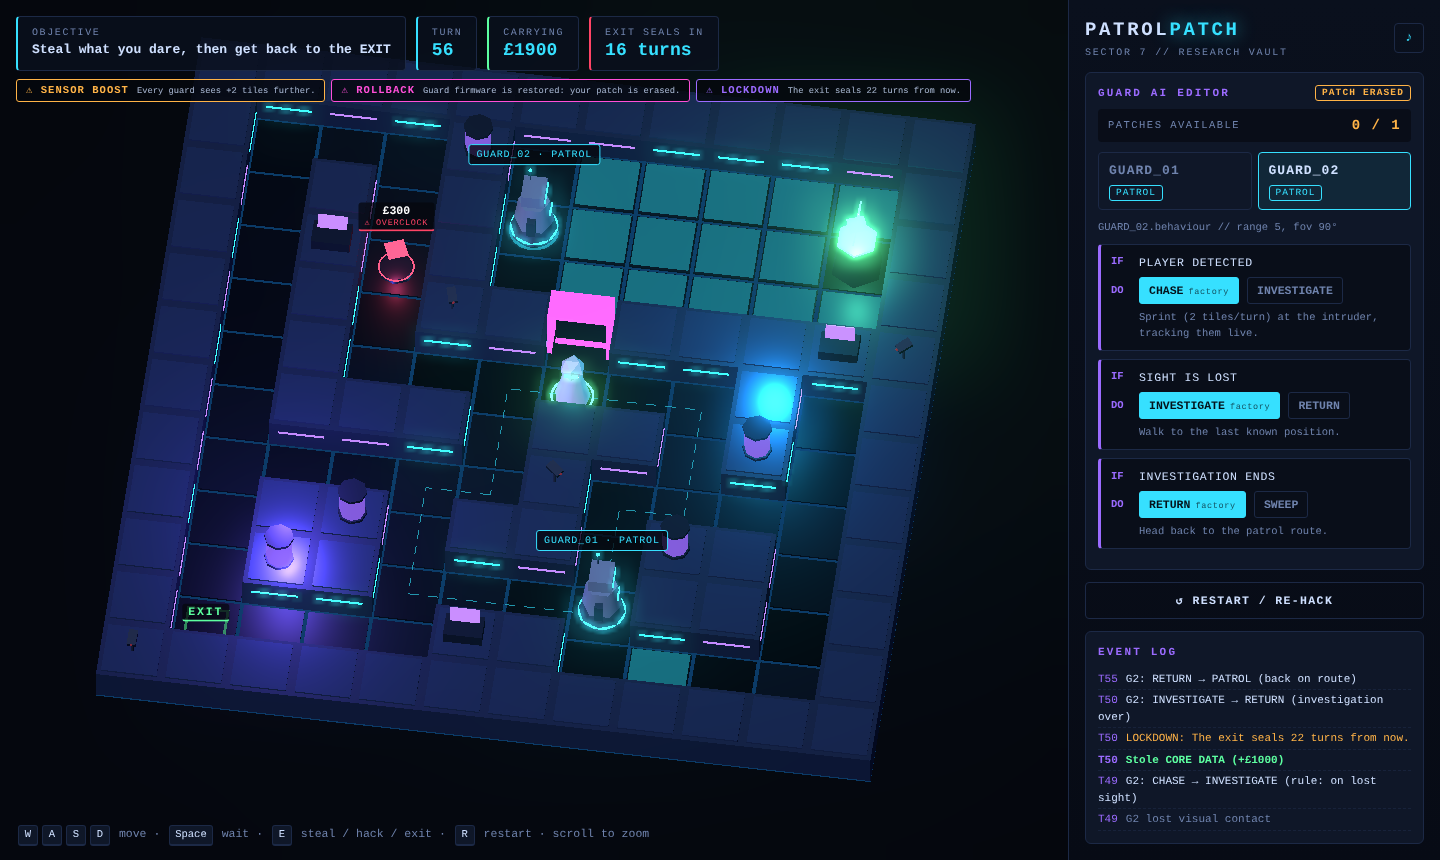 OBJECTIVE
Steal what you dare, then get back to the EXIT
TURN
56
CARRYING
£1900
EXIT SEALS IN
16 turns
⚠ SENSOR BOOST Every guard sees +2 tiles further.
⚠ ROLLBACK Guard firmware is restored: your patch is erased.
⚠ LOCKDOWN The exit seals 22 turns from now.
GUARD_02 · PATROL
£300
⚠ OVERCLOCK
GUARD_01 · PATROL
EXIT
W A S D move · Space wait · E steal / hack / exit · R restart · scroll to zoom
PATROLPATCH
SECTOR 7 // RESEARCH VAULT
♪
GUARD AI EDITOR
PATCH ERASED
PATCHES AVAILABLE
0 / 1
GUARD_01
PATROL
GUARD_02
PATROL
GUARD_02.behaviour // range 5, fov 90°
IF PLAYER DETECTED
DO CHASE factory INVESTIGATE
Sprint (2 tiles/turn) at the intruder,
tracking them live.
IF SIGHT IS LOST
DO INVESTIGATE factory RETURN
Walk to the last known position.
IF INVESTIGATION ENDS
DO RETURN factory SWEEP
Head back to the patrol route.
↺ RESTART / RE-HACK
EVENT LOG
T55 G2: RETURN → PATROL (back on route)
T50 G2: INVESTIGATE → RETURN (investigation
over)
T50 LOCKDOWN: The exit seals 22 turns from now.
T50 Stole CORE DATA (+£1000)
T49 G2: CHASE → INVESTIGATE (rule: on lost
sight)
T49 G2 lost visual contact